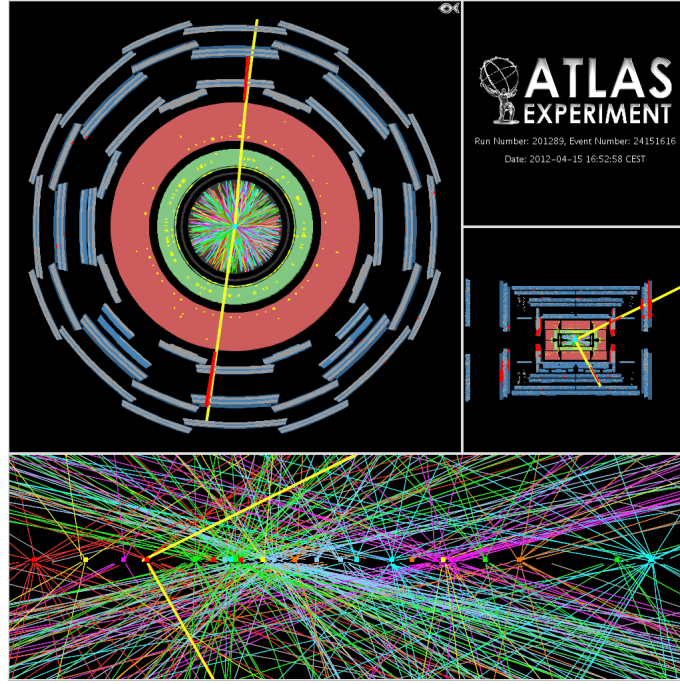 ATLAS
EXPERIMENT
Run Number: 201289, Event Number: 24151616
Date: 2012-04-15 16:52:58 CEST